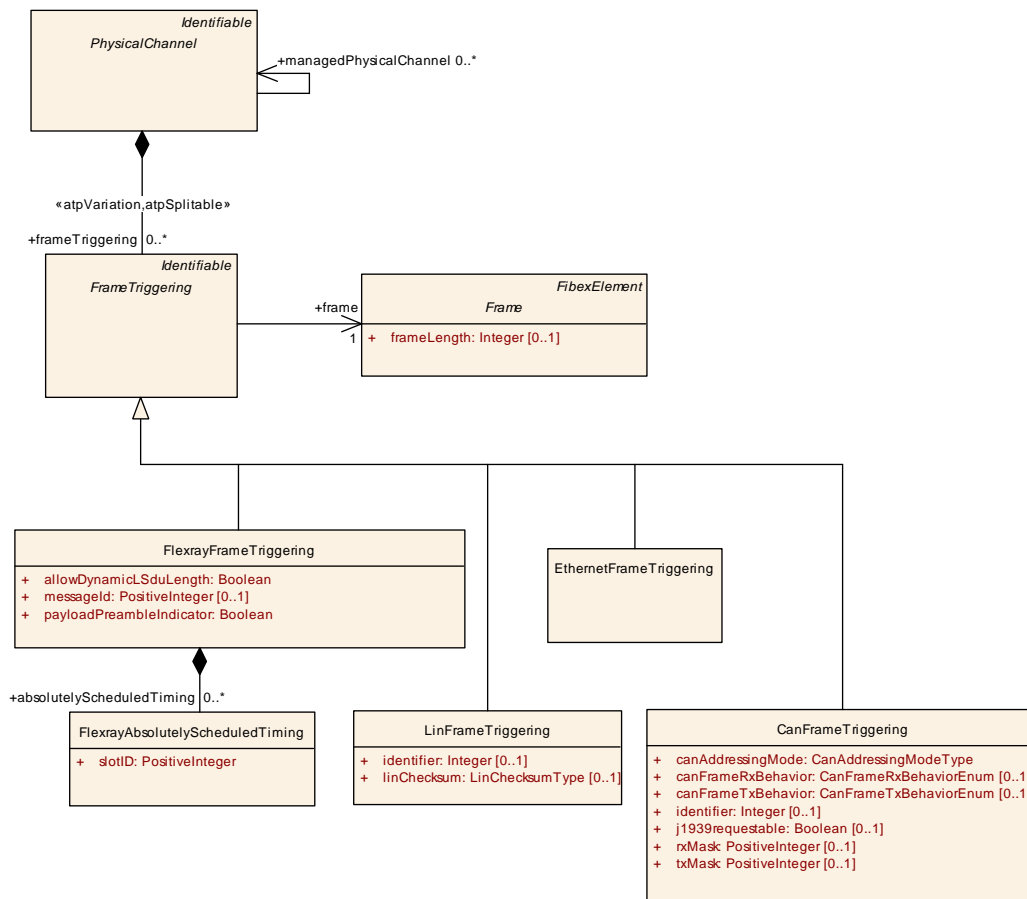 Identifiable
PhysicalChannel
+managedPhysicalChannel 0..*
«atpVariation,atpSplitable»
+frameTriggering 0..*
Identifiable
FrameTriggering
+frame
1
FibexElement
Frame
+ frameLength: Integer [0..1]
FlexrayFrameTriggering
+ allowDynamicLSduLength: Boolean
+ messageId: PositiveInteger [0..1]
+ payloadPreambleIndicator: Boolean
EthernetFrameTriggering
+absolutelyScheduledTiming 0..*
FlexrayAbsolutelyScheduledTiming
+ slotID: PositiveInteger
LinFrameTriggering
+ identifier: Integer [0..1]
+ linChecksum: LinChecksumType [0..1]
CanFrameTriggering
+ canAddressingMode: CanAddressingModeType
+ canFrameRxBehavior: CanFrameRxBehaviorEnum [0..1
+ canFrameTxBehavior: CanFrameTxBehaviorEnum [0..1
+ identifier: Integer [0..1]
+ j1939requestable: Boolean [0..1]
+ rxMask: PositiveInteger [0..1]
+ txMask: PositiveInteger [0..1]